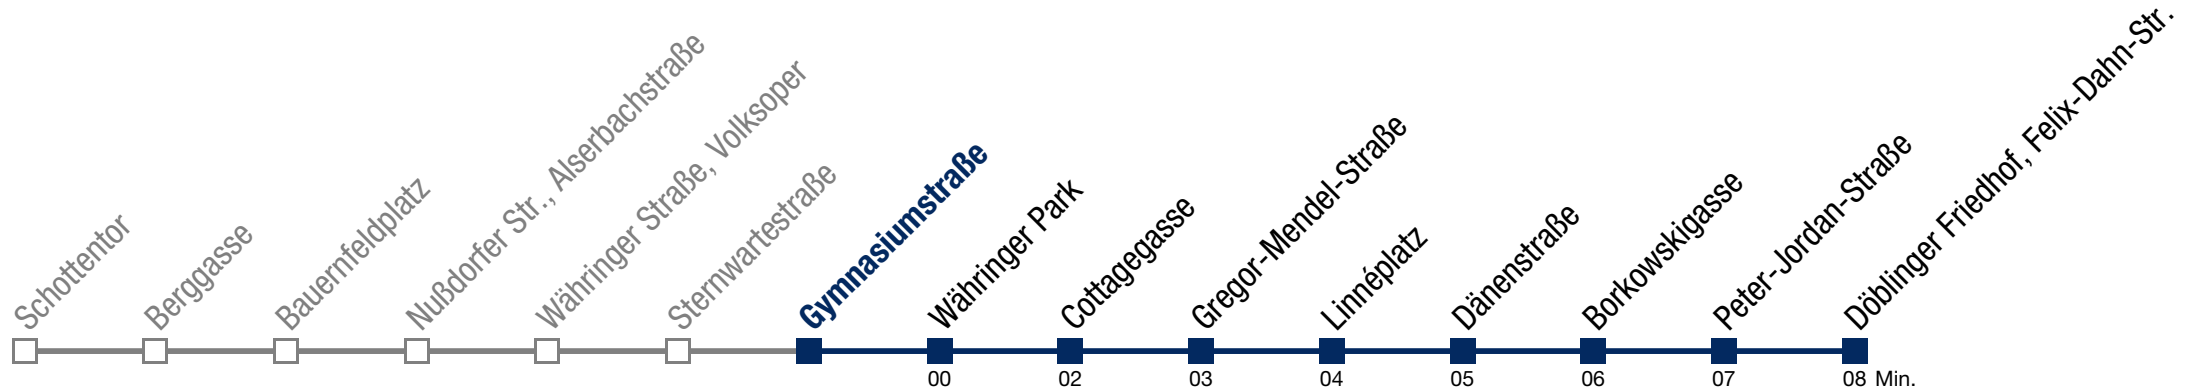 Schottentor
Berggasse
Bauernfeldplatz
Nußdorfer Str., Alserbachstraße
Währinger Straße, Volksoper
Sternwartestraße
Gymnasiumstraße
Währinger Park
Cottagegasse
Gregor-Mendel-Straße
Linnéplatz
Dänenstraße
Borkowskigasse
Peter-Jordan-Straße
Döblinger Friedhof, Felix-Dahn-Str.
00 02 03 04 05 06 07 08 Min.